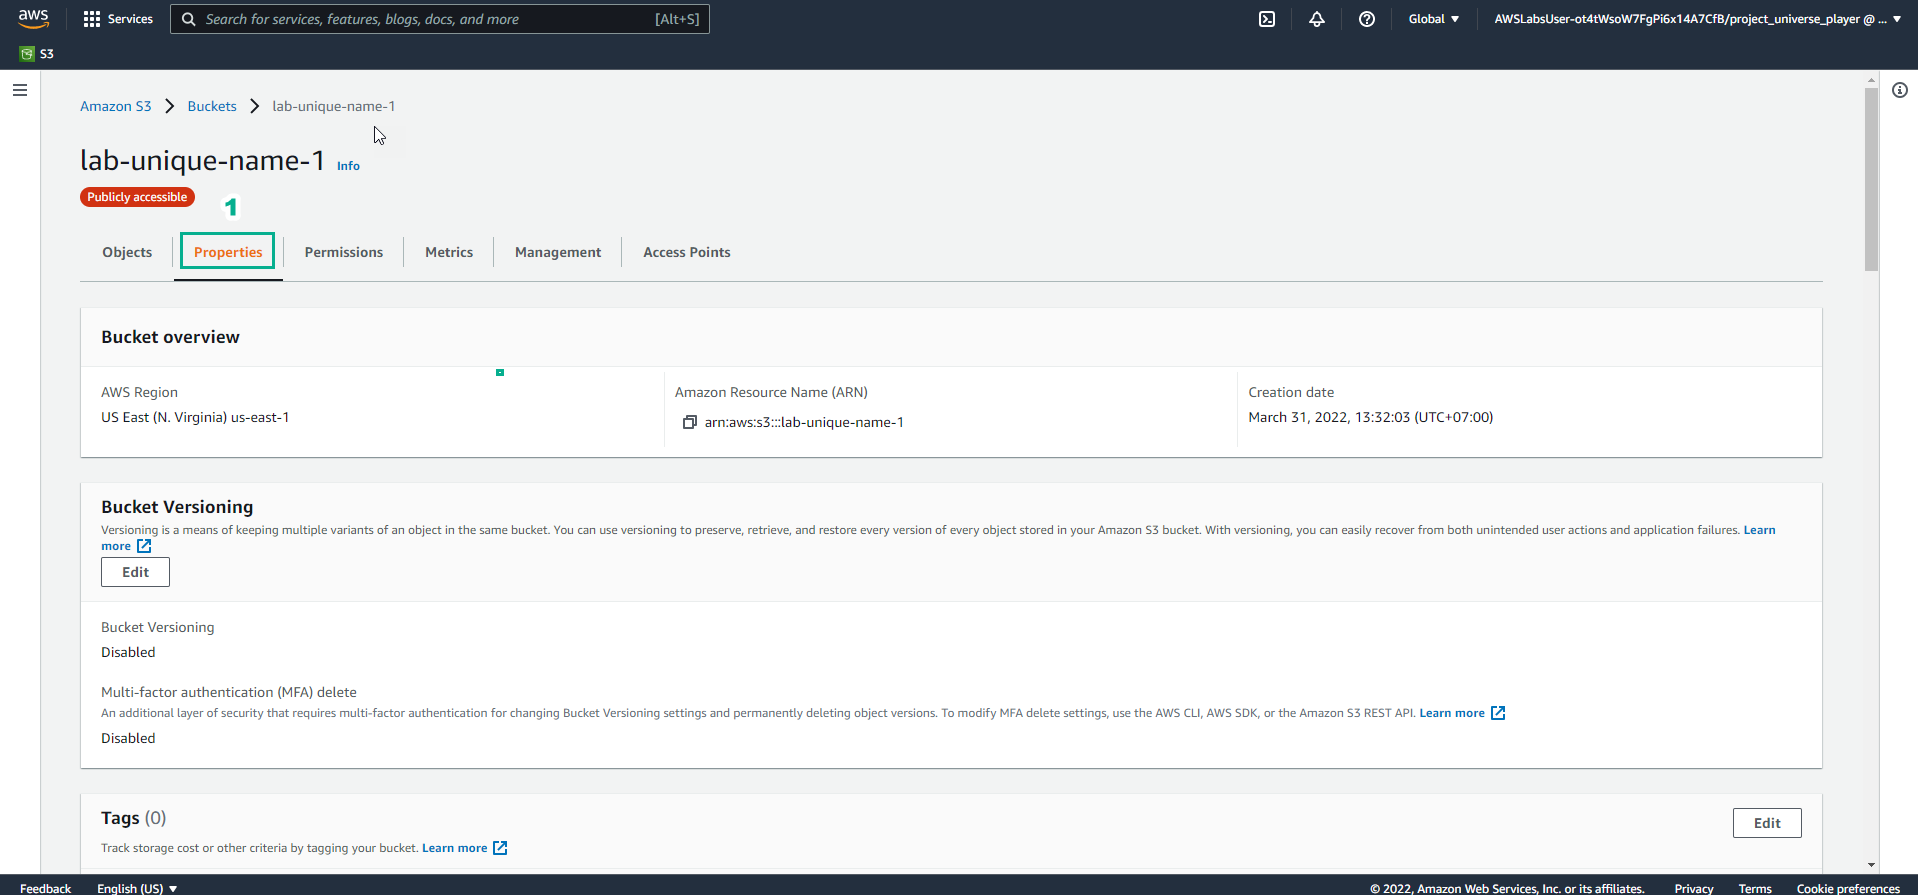 aws
Services
Search for services, features, blogs, docs, and more [Alt+S]
Global ▼
AWSLabsUser-ot4tWsoW7FgPi6x14A7CfB/project_universe_player @ ... ▼
S3
Amazon S3 > Buckets > lab-unique-name-1
lab-unique-name-1 Info
Publicly accessible
1
Objects Properties Permissions Metrics Management Access Points
Bucket overview
AWS Region
US East (N. Virginia) us-east-1
Amazon Resource Name (ARN)
arn:aws:s3:::lab-unique-name-1
Creation date
March 31, 2022, 13:32:03 (UTC+07:00)
Bucket Versioning
Versioning is a means of keeping multiple variants of an object in the same bucket. You can use versioning to preserve, retrieve, and restore every version of every object stored in your Amazon S3 bucket. With versioning, you can easily recover from both unintended user actions and application failures. Learn
more
Edit
Bucket Versioning
Disabled
Multi-factor authentication (MFA) delete
An additional layer of security that requires multi-factor authentication for changing Bucket Versioning settings and permanently deleting object versions. To modify MFA delete settings, use the AWS CLI, AWS SDK, or the Amazon S3 REST API. Learn more
Disabled
Tags (0)
Edit
Track storage cost or other criteria by tagging your bucket. Learn more
Feedback English (US) ▼ © 2022, Amazon Web Services, Inc. or its affiliates. Privacy Terms Cookie preferences